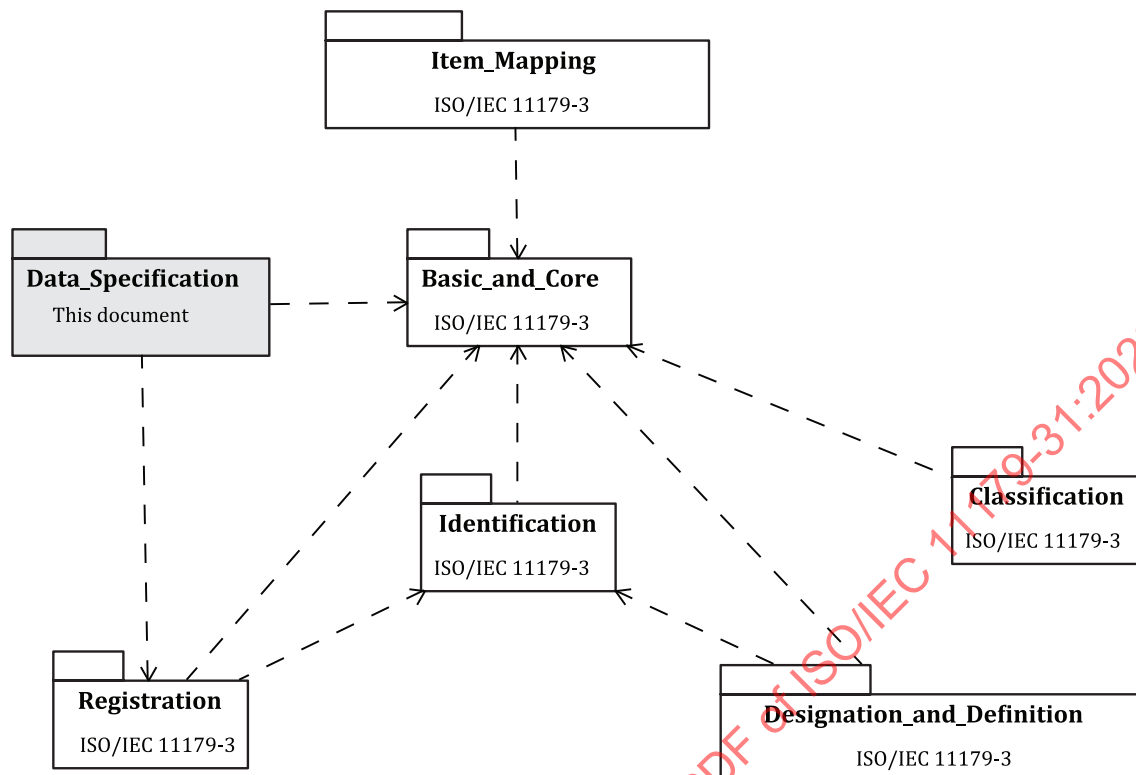 Item_Mapping
ISO/IEC 11179-3
Data_Specification
This document
Basic_and_Core
ISO/IEC 11179-3
Classification
ISO/IEC 11179-3
Identification
ISO/IEC 11179-3
Registration
ISO/IEC 11179-3
Designation_and_Definition
ISO/IEC 11179-3
of ISO/IEC 11179-31:202